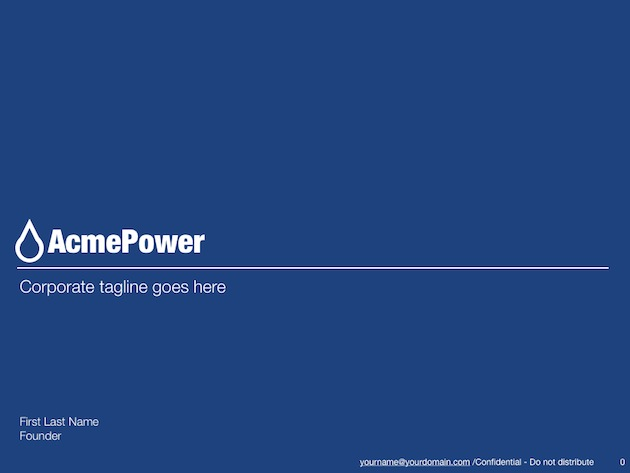 AcmePower
Corporate tagline goes here
First Last Name
Founder
yourname@yourdomain.com /Confidential - Do not distribute 0